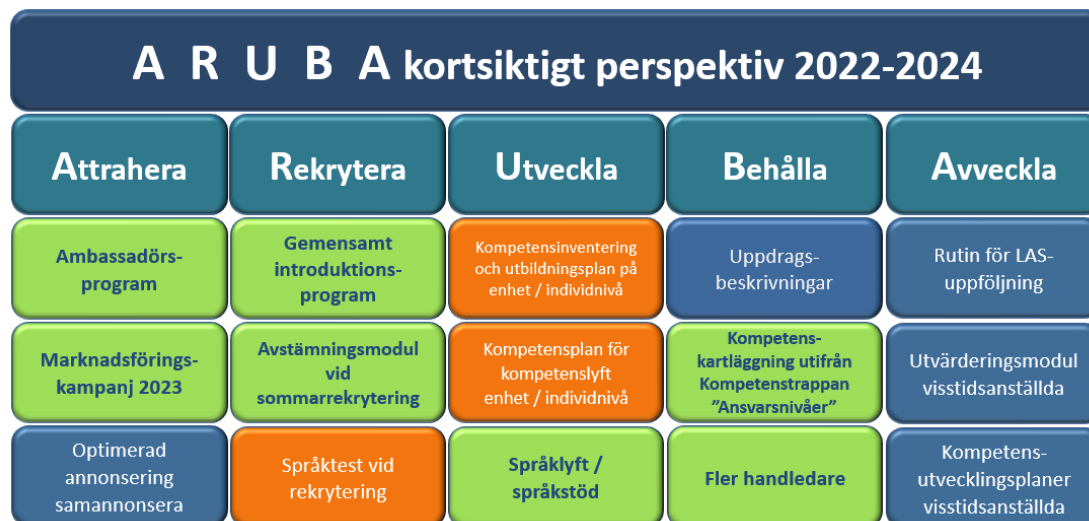 A R U B A kortsiktigt perspektiv 2022-2024
Attrahera
Rekrytera
Utveckla
Behålla
Avveckla
Ambassadörs-
program
Gemensamt
introduktions-
program
Kompetensinventering
och utbildningsplan på
enhet / individnivå
Uppdrags-
beskrivningar
Rutin för LAS-
uppföljning
Marknadsförings-
kampanj 2023
Avstämningsmodul
vid
sommarrekrytering
Kompetensplan för
kompetenslyft
enhet / individnivå
Kompetens-
kartläggning utifrån
Kompetenstrappan
”Ansvarsnivåer”
Utvärderingsmodul
visstidsanställda
Optimerad
annonsering
samannonsera
Språktest vid
rekrytering
Språklyft /
språkstöd
Fler handledare
Kompetens-
utvecklingsplaner
visstidsanställda